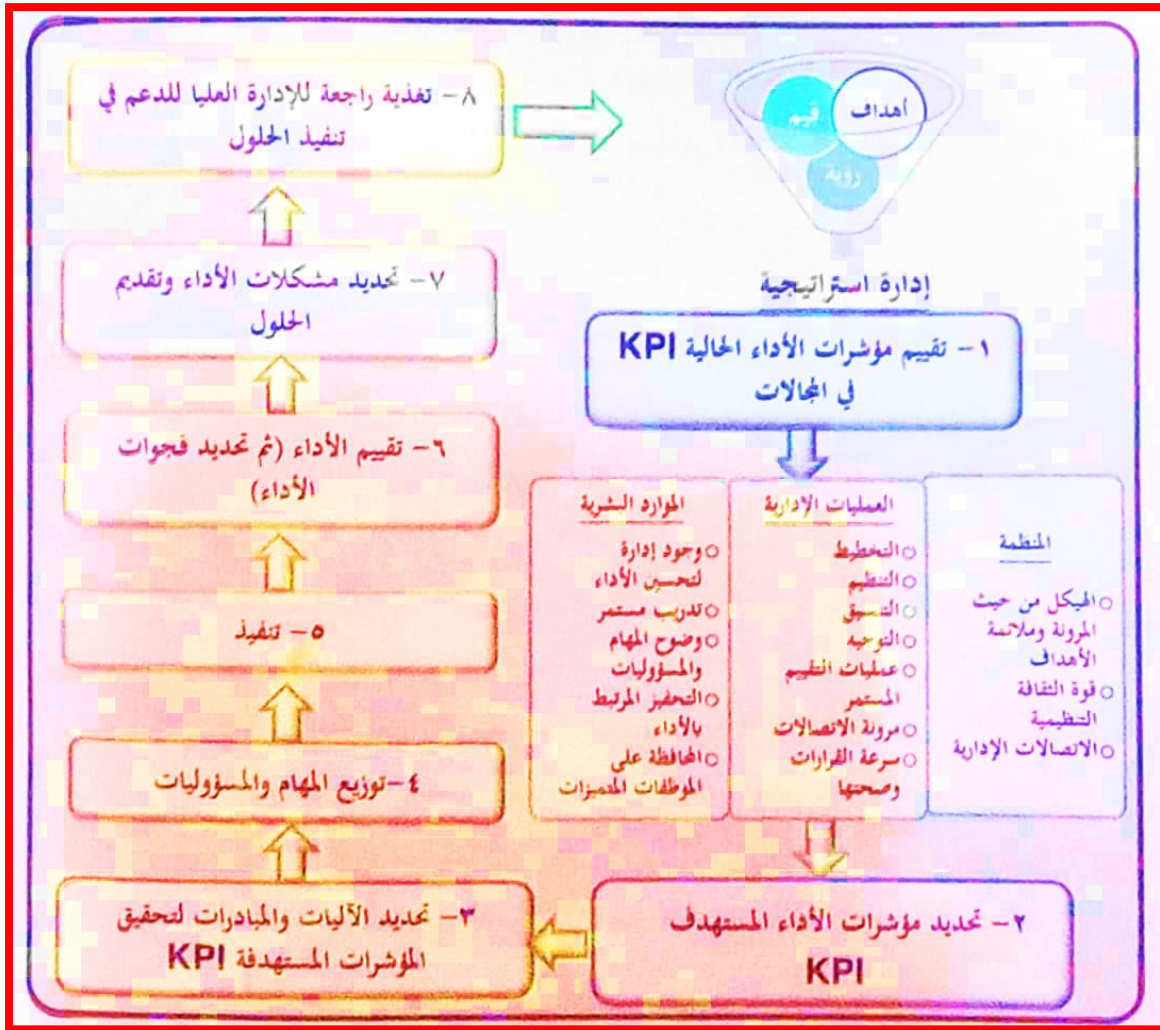 أهداف
قيم
رؤية
إدارة استراتيجية
١- تقييم مؤشرات الأداء الحالية KPI
في المجالات
المنظمة
الهيكل من حيث
المرونة وملائمة
الأهداف
قوة الثقافة
التنظيمية
الاتصالات الإدارية
العمليات الإدارية
التخطيط
التنظيم
التنسيق
التوجيه
عمليات التقييم
المستمر
مرونة الاتصالات
سرعة القرارات
وصحتها
الموارد البشرية
وجود إدارة
لتحسين الأداء
تدريب مستمر
وضوح المهام
والمسؤوليات
التحفيز المرتبط
بالأداء
المحافظة على
الموظفات المتميزات
٢- تحديد مؤشرات الأداء المستهدف
KPI
٣- تحديد الآليات والمبادرات لتحقيق
المؤشرات المستهدفة KPI
٤-توزيع المهام والمسؤوليات
٥- تنفيذ
٦- تقييم الأداء (ثم تحديد فجوات
الأداء)
٧- تحديد مشكلات الأداء وتقديم
الحلول
٨- تغذية راجعة للإدارة العليا للدعم في
تنفيذ الحلول